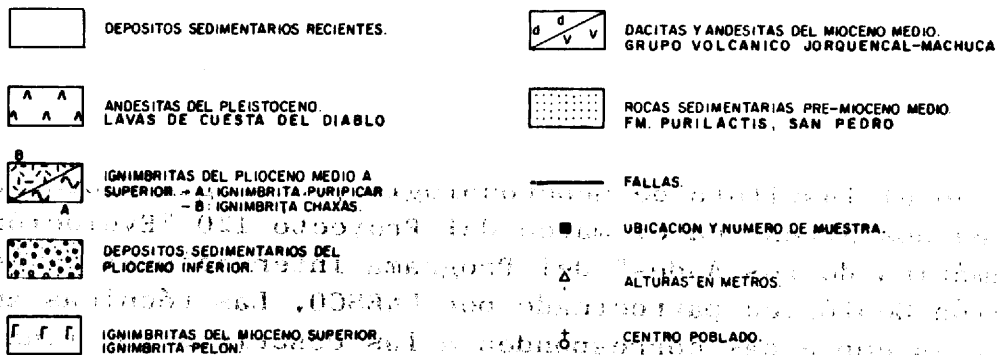 DEPOSITOS SEDIMENTARIOS RECIENTES.
ANDESITAS DEL PLEISTOCENO.
LAVAS DE CUESTA DEL DIABLO
B
A
IGNIMBRITAS DEL PLIOCENO MEDIO A
SUPERIOR. - A: IGNIMBRITA PURIPICAR
- B: IGNIMBRITA CHAXAS.
DEPOSITOS SEDIMENTARIOS DEL
PLIOCENO INFERIOR.
IGNIMBRITAS DEL MIOCENO SUPERIOR
IGNIMBRITA PELON.
d d
v v
DACITAS Y ANDESITAS DEL MIOCENO MEDIO.
GRUPO VOLCANICO JORQUENCAL-MACHUCA
ROCAS SEDIMENTARIAS PRE-MIOCENO MEDIO.
FM. PURILACTIS, SAN PEDRO
FALLAS.
UBICACION Y NUMERO DE MUESTRA.
ALTURAS EN METROS.
CENTRO POBLADO.